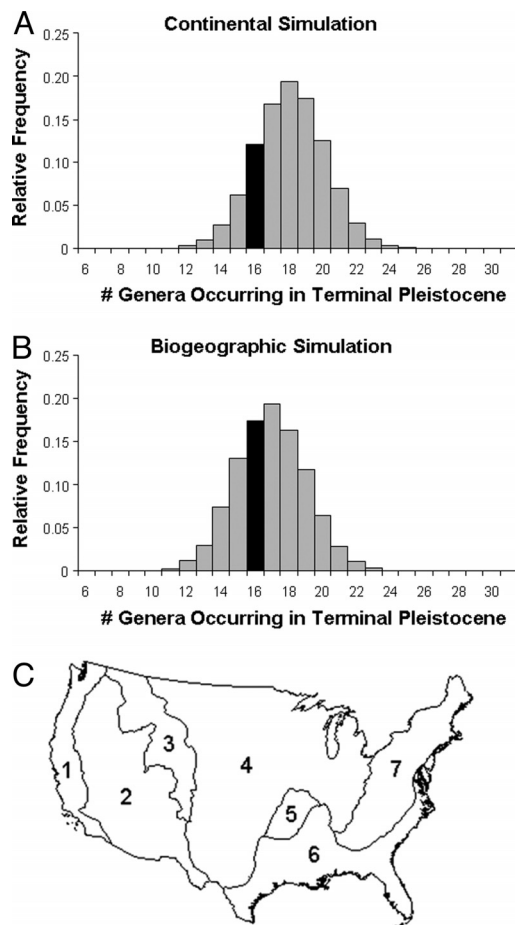 A
Continental Simulation
Relative Frequency
0.25
0.20
0.15
0.10
0.05
0
6 8 10 12 14 16 18 20 22 24 26 28 30
# Genera Occurring in Terminal Pleistocene
B
Biogeographic Simulation
Relative Frequency
0.25
0.20
0.15
0.10
0.05
0
6 8 10 12 14 16 18 20 22 24 26 28 30
# Genera Occurring in Terminal Pleistocene
C
1
2
3
4
5
6
7